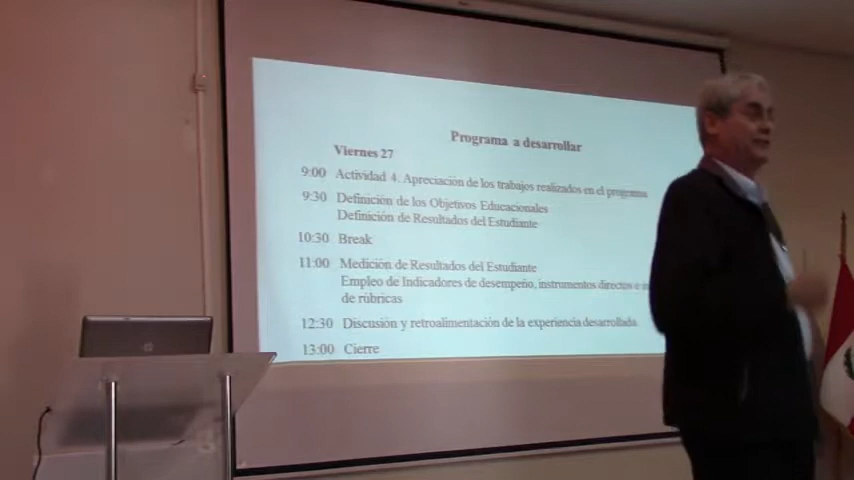 Programa a desarrollar
Viernes 27
9:00 Actividad 4. Apreciación de los trabajos realizados en el programa
9:30 Definición de los Objetivos Educacionales
Definición de Resultados del Estudiante
10:30 Break
11:00 Medición de Resultados del Estudiante
Empleo de Indicadores de desempeño, instrumentos directos e
de rúbricas
12:30 Discusión y retroalimentación de la experiencia desarrollada
13:00 Cierre